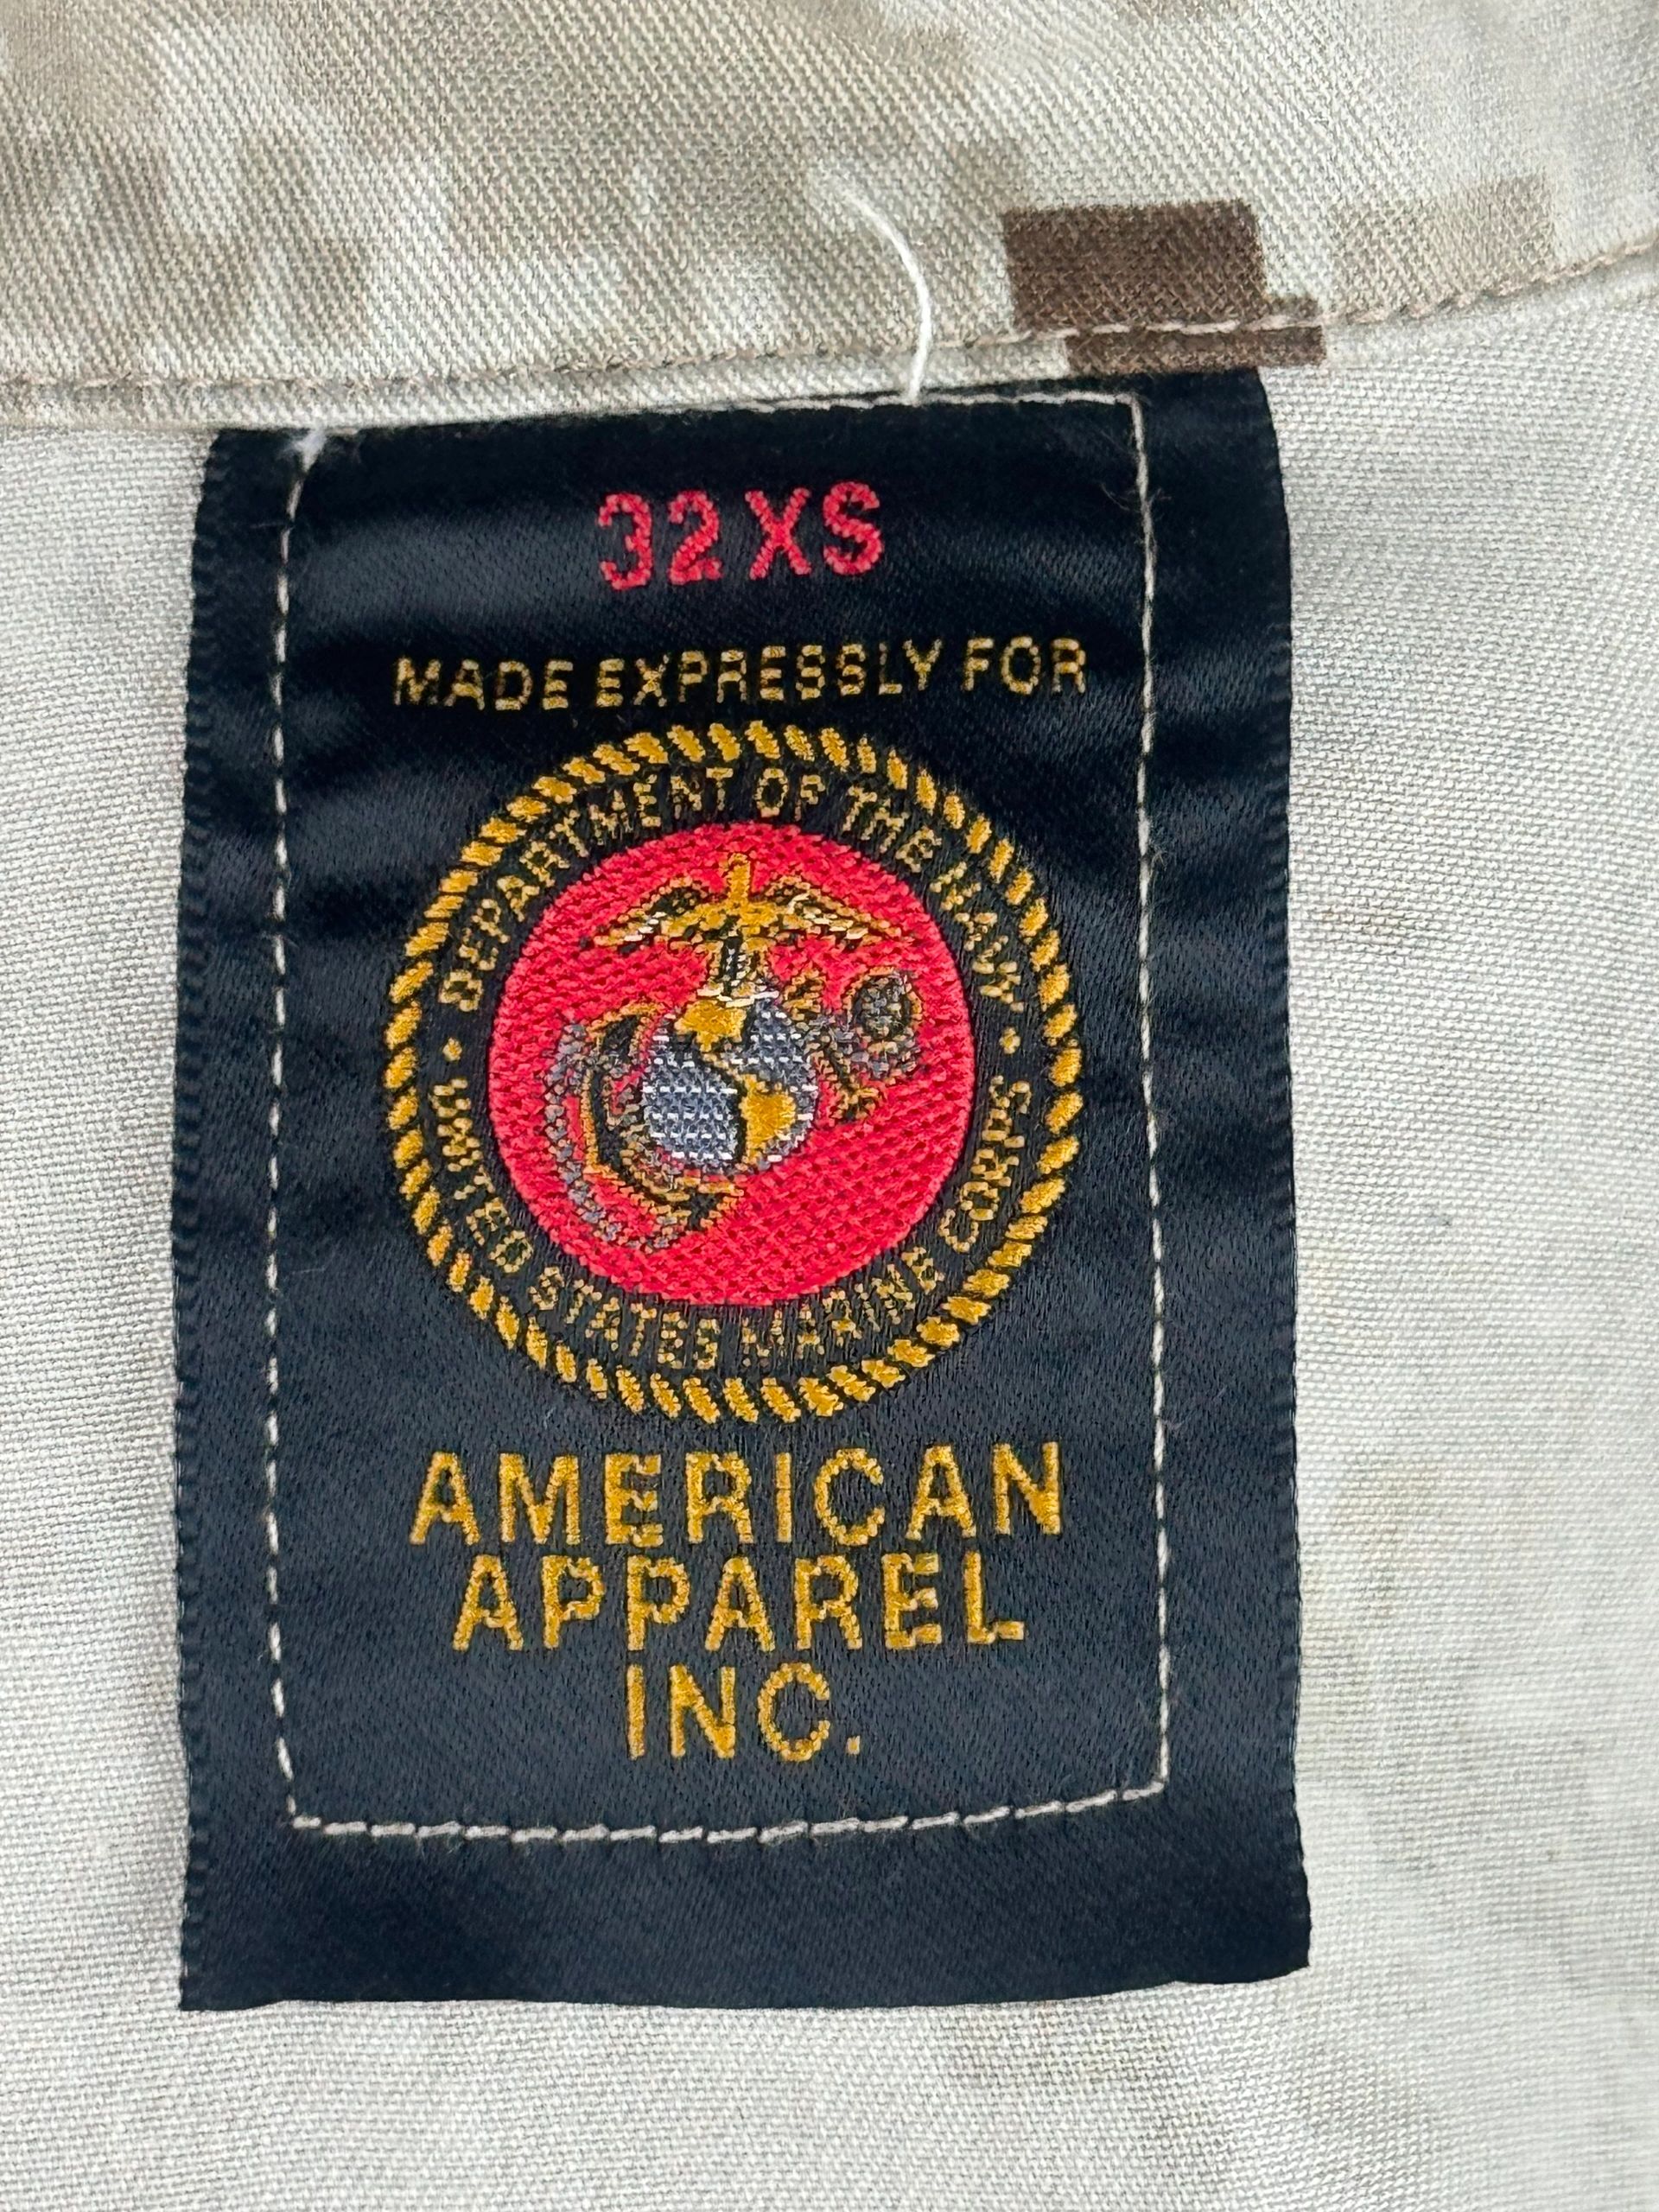 32XS
MADE EXPRESSLY FOR
DEPARTMENT OF THE NAVY
UNITED STATES MARINE CORPS
AMERICAN
APPAREL
INC.